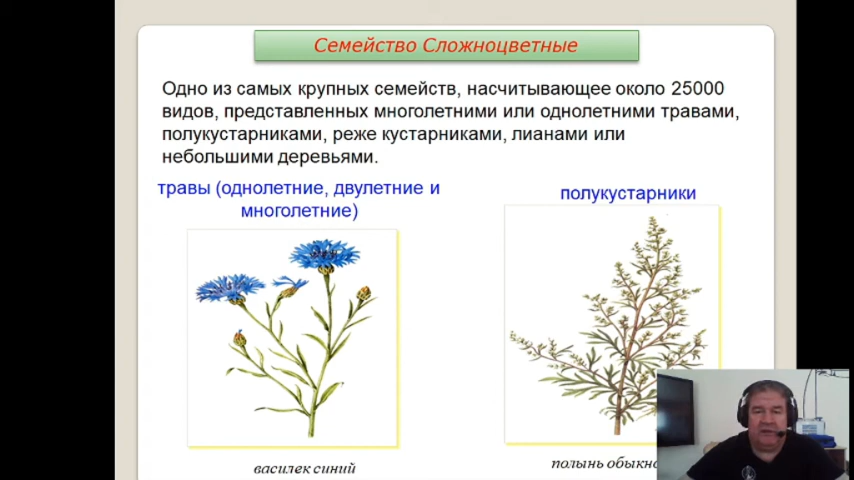 Семейство Сложноцветные
Одно из самых крупных семейств, насчитывающее около 25000
видов, представленных многолетними или однолетними травами,
полукустарниками, реже кустарниками, лианами или
небольшими деревьями.
травы (однолетние, двулетние и
многолетние)
полукустарники
василек синий
полынь